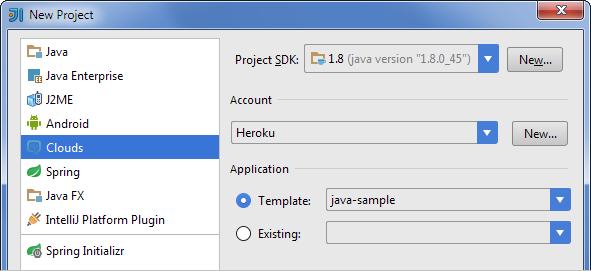 New Project
Java
Java Enterprise
J2ME
Android
Clouds
Spring
Java FX
IntelliJ Platform Plugin
Spring Initializr
Project SDK: 1.8 (java version "1.8.0_45") New...
Account
Heroku New...
Application
Template: java-sample
Existing: